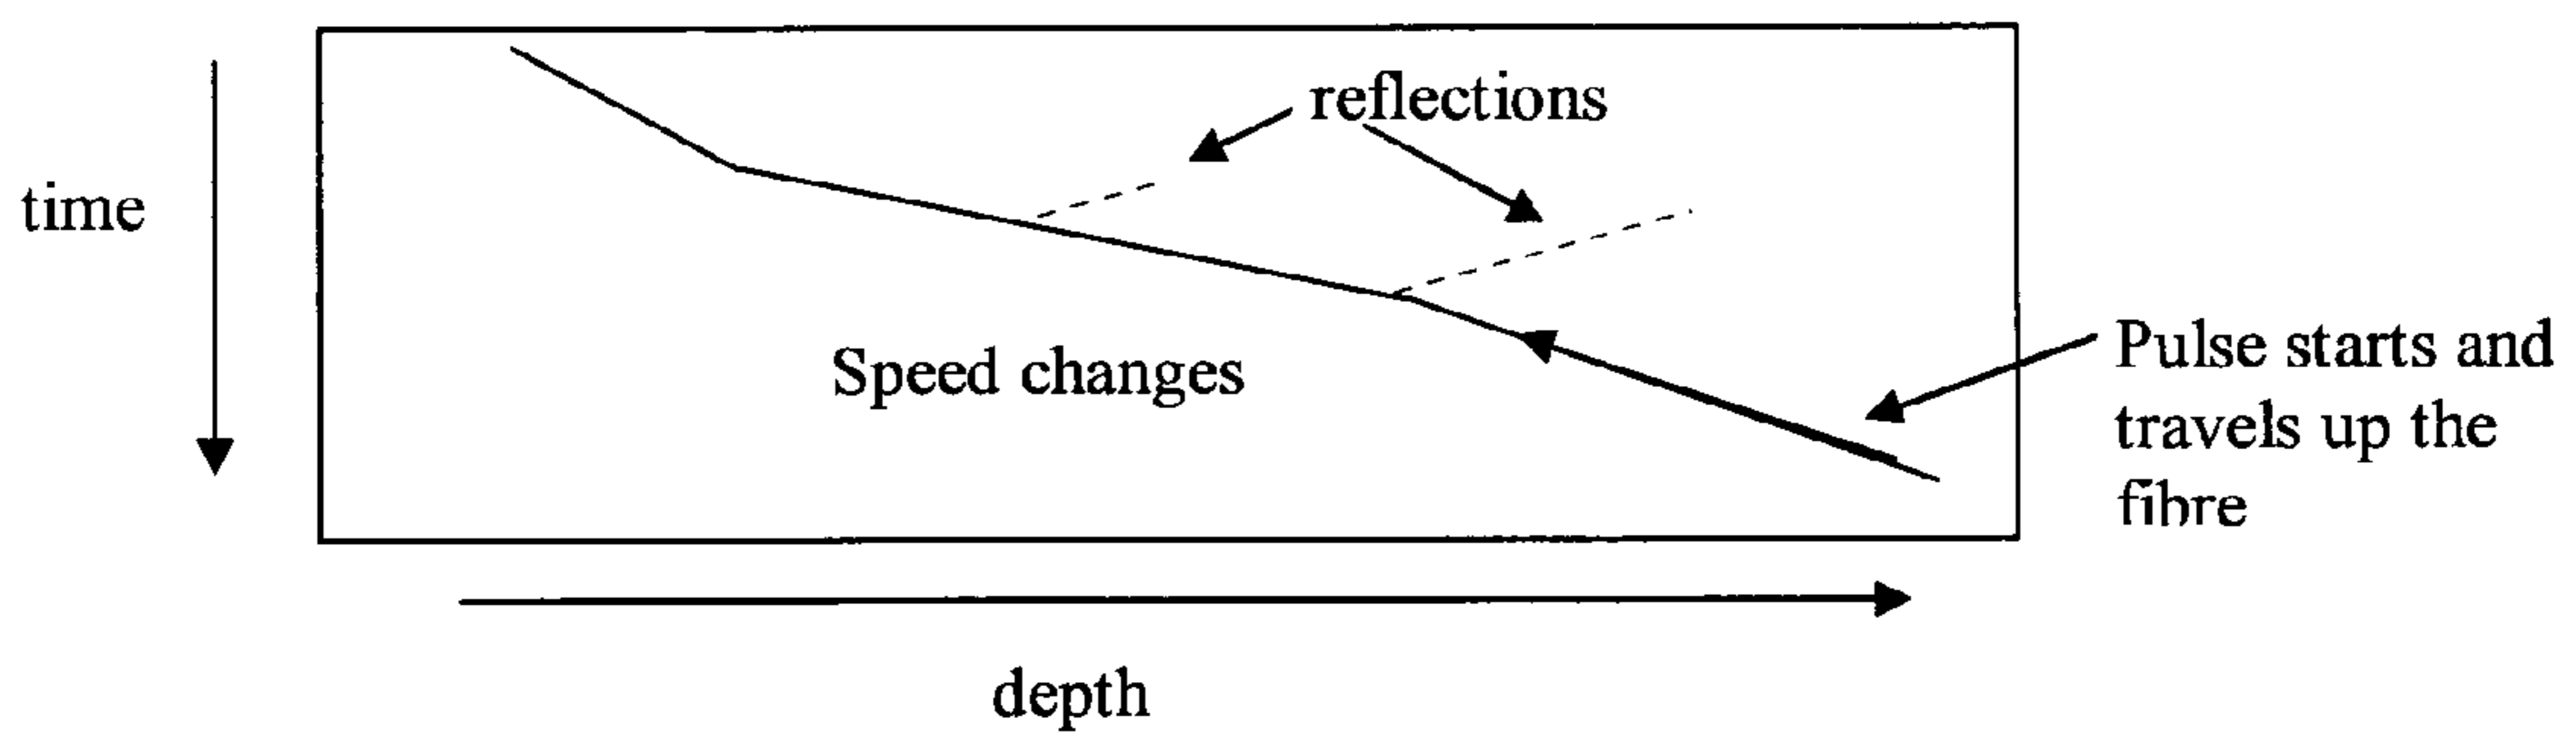 reflections
time
Speed changes
Pulse starts and
travels up the
fibre
depth